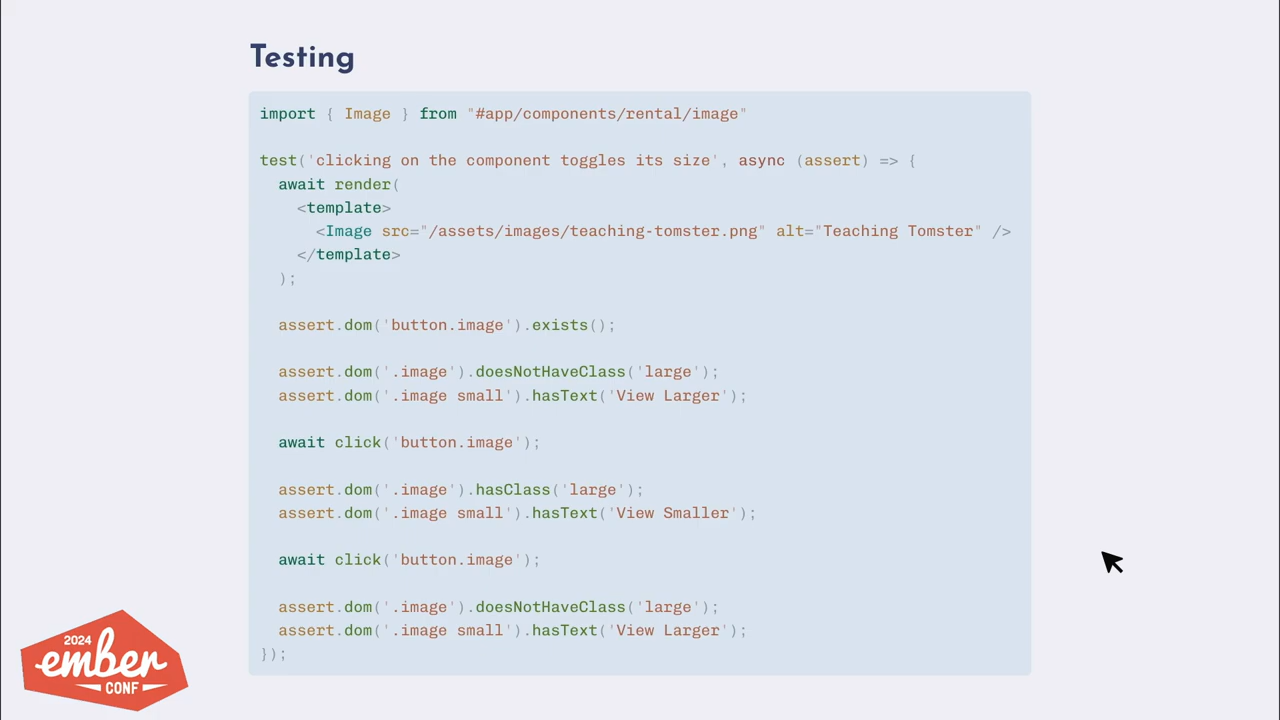 Testing
import { Image } from "#app/components/rental/image"
test('clicking on the component toggles its size', async (assert) => {
  await render(
    <template>
      <Image src="/assets/images/teaching-tomster.png" alt="Teaching Tomster" />
    </template>
  );
  assert.dom('button.image').exists();
  assert.dom('.image').doesNotHaveClass('large');
  assert.dom('.image small').hasText('View Larger');
  await click('button.image');
  assert.dom('.image').hasClass('large');
  assert.dom('.image small').hasText('View Smaller');
  await click('button.image');
  assert.dom('.image').doesNotHaveClass('large');
  assert.dom('.image small').hasText('View Larger');
});
2024
ember
CONF